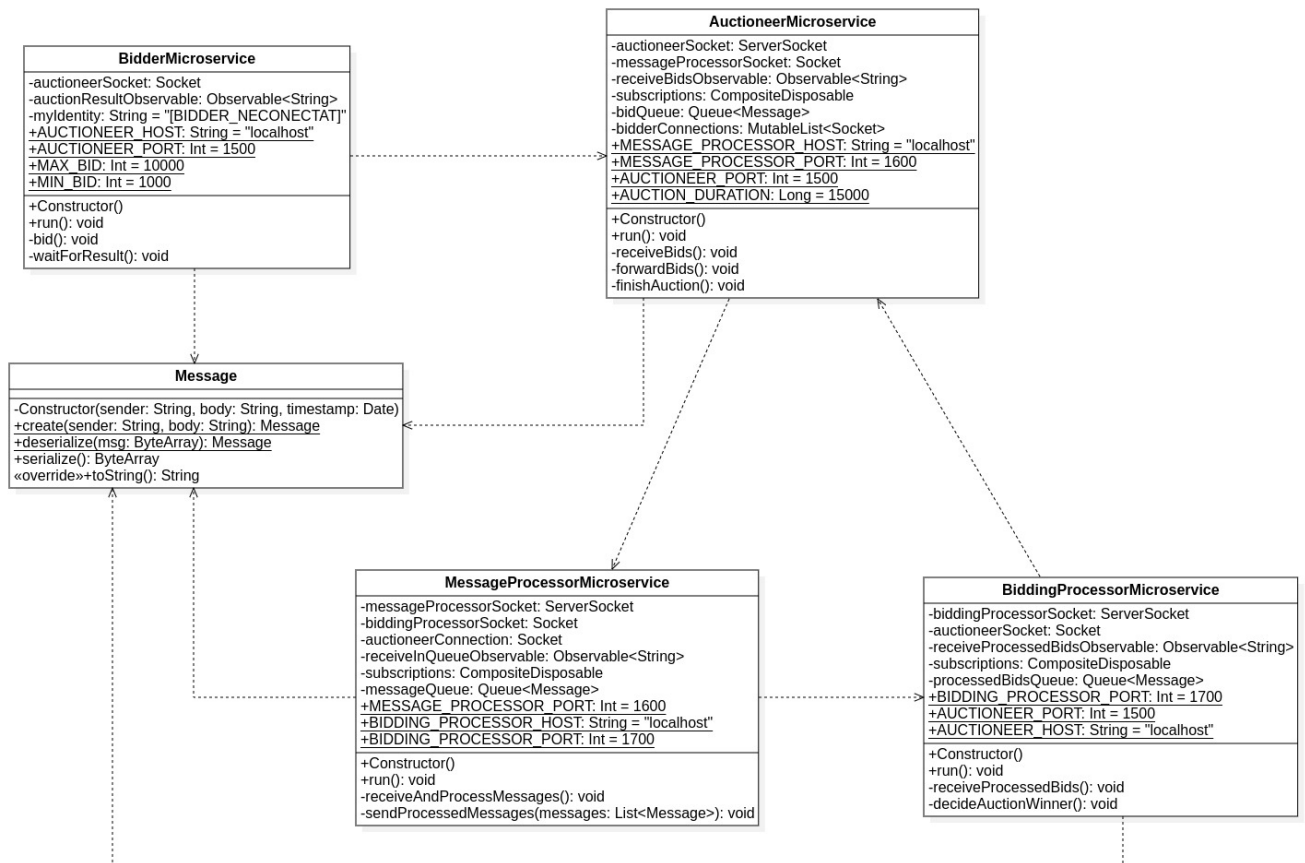 BidderMicroservice
-auctioneerSocket: Socket
-auctionResultObservable: Observable<String>
-myIdentity: String = "[BIDDER_NECONECTAT]"
+AUCTIONEER_HOST: String = "localhost"
+AUCTIONEER_PORT: Int = 1500
+MAX_BID: Int = 10000
+MIN_BID: Int = 1000
+Constructor()
+run(): void
-bid(): void
-waitForResult(): void
AuctioneerMicroservice
-auctioneerSocket: ServerSocket
-messageProcessorSocket: Socket
-receiveBidsObservable: Observable<String>
-subscriptions: CompositeDisposable
-bidQueue: Queue<Message>
-bidderConnections: MutableList<Socket>
+MESSAGE_PROCESSOR_HOST: String = "localhost"
+MESSAGE_PROCESSOR_PORT: Int = 1600
+AUCTIONEER_PORT: Int = 1500
+AUCTION_DURATION: Long = 15000
+Constructor()
+run(): void
-receiveBids(): void
-forwardBids(): void
-finishAuction(): void
Message
-Constructor(sender: String, body: String, timestamp: Date)
+create(sender: String, body: String): Message
+deserialize(msg: ByteArray): Message
+serialize(): ByteArray
«override»+toString(): String
MessageProcessorMicroservice
-messageProcessorSocket: ServerSocket
-biddingProcessorSocket: Socket
-auctioneerConnection: Socket
-receiveInQueueObservable: Observable<String>
-subscriptions: CompositeDisposable
-messageQueue: Queue<Message>
+MESSAGE_PROCESSOR_PORT: Int = 1600
+BIDDING_PROCESSOR_HOST: String = "localhost"
+BIDDING_PROCESSOR_PORT: Int = 1700
+Constructor()
+run(): void
-receiveAndProcessMessages(): void
-sendProcessedMessages(messages: List<Message>): void
BiddingProcessorMicroservice
-biddingProcessorSocket: ServerSocket
-auctioneerSocket: Socket
-receiveProcessedBidsObservable: Observable<String>
-subscriptions: CompositeDisposable
-processedBidsQueue: Queue<Message>
+BIDDING_PROCESSOR_PORT: Int = 1700
+AUCTIONEER_PORT: Int = 1500
+AUCTIONEER_HOST: String = "localhost"
+Constructor()
+run(): void
-receiveProcessedBids(): void
-decideAuctionWinner(): void